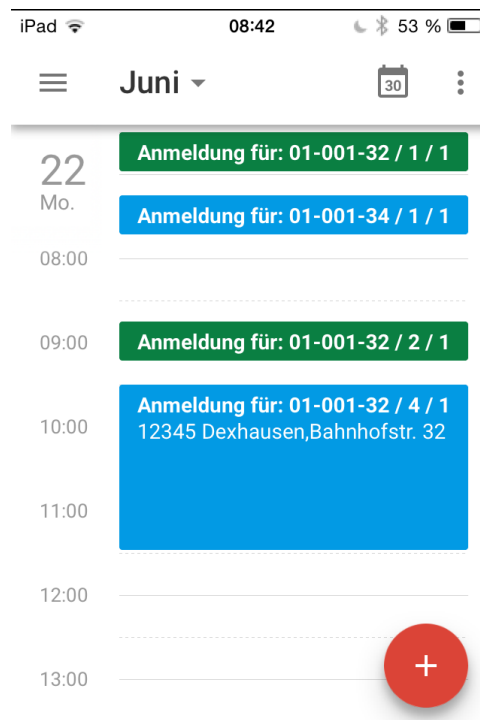 iPad 08:42 53 %
Juni 30
22
Mo.
Anmeldung für: 01-001-32 / 1 / 1
Anmeldung für: 01-001-34 / 1 / 1
08:00
09:00
Anmeldung für: 01-001-32 / 2 / 1
Anmeldung für: 01-001-32 / 4 / 1
12345 Dexhausen,Bahnhofstr. 32
10:00
11:00
12:00
13:00
+